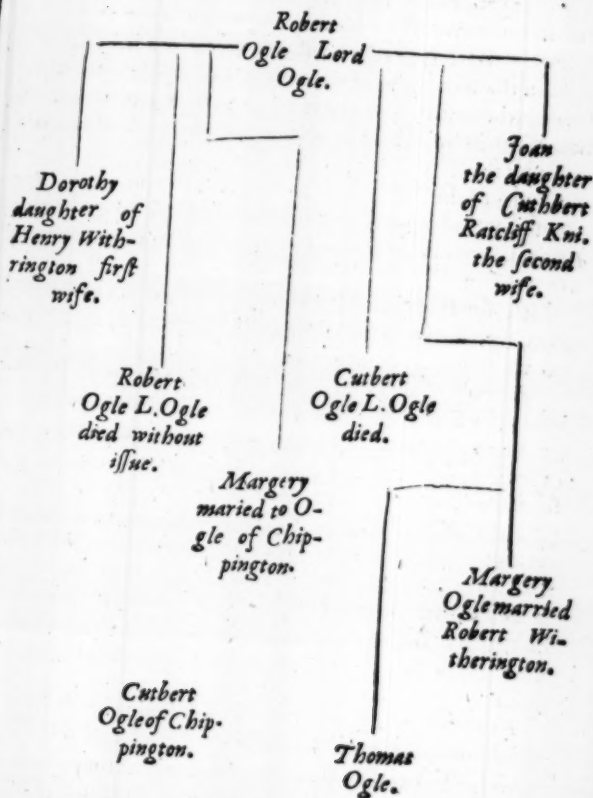 Robert
Ogle Lord
Ogle.
Dorothy
daughter of
Henry With-
rington firſt
wife.
Joan
the daughter
of Cuthbert
Ratcliff Kni.
the ſecond
wife.
Robert
Ogle L.Ogle
died without
iſſue.
Cutbert
Ogle L.Ogle
died.
Margery
maried to O-
gle of Chip-
pington.
Margery
Ogle married
Robert Wi-
therington.
Cutbert
Ogle of Chip-
pington.
Thomas
Ogle.